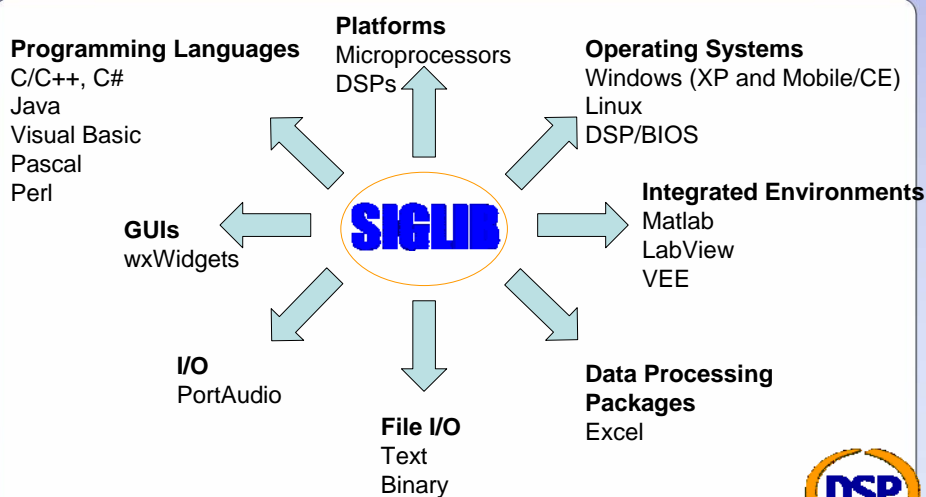 Platforms
Microprocessors
DSPs
Programming Languages
C/C++, C#
Java
Visual Basic
Pascal
Perl
Operating Systems
Windows (XP and Mobile/CE)
Linux
DSP/BIOS
SIGLIB
Integrated Environments
Matlab
LabView
VEE
GUIs
wxWidgets
I/O
PortAudio
File I/O
Text
Binary
Data Processing
Packages
Excel
DSP